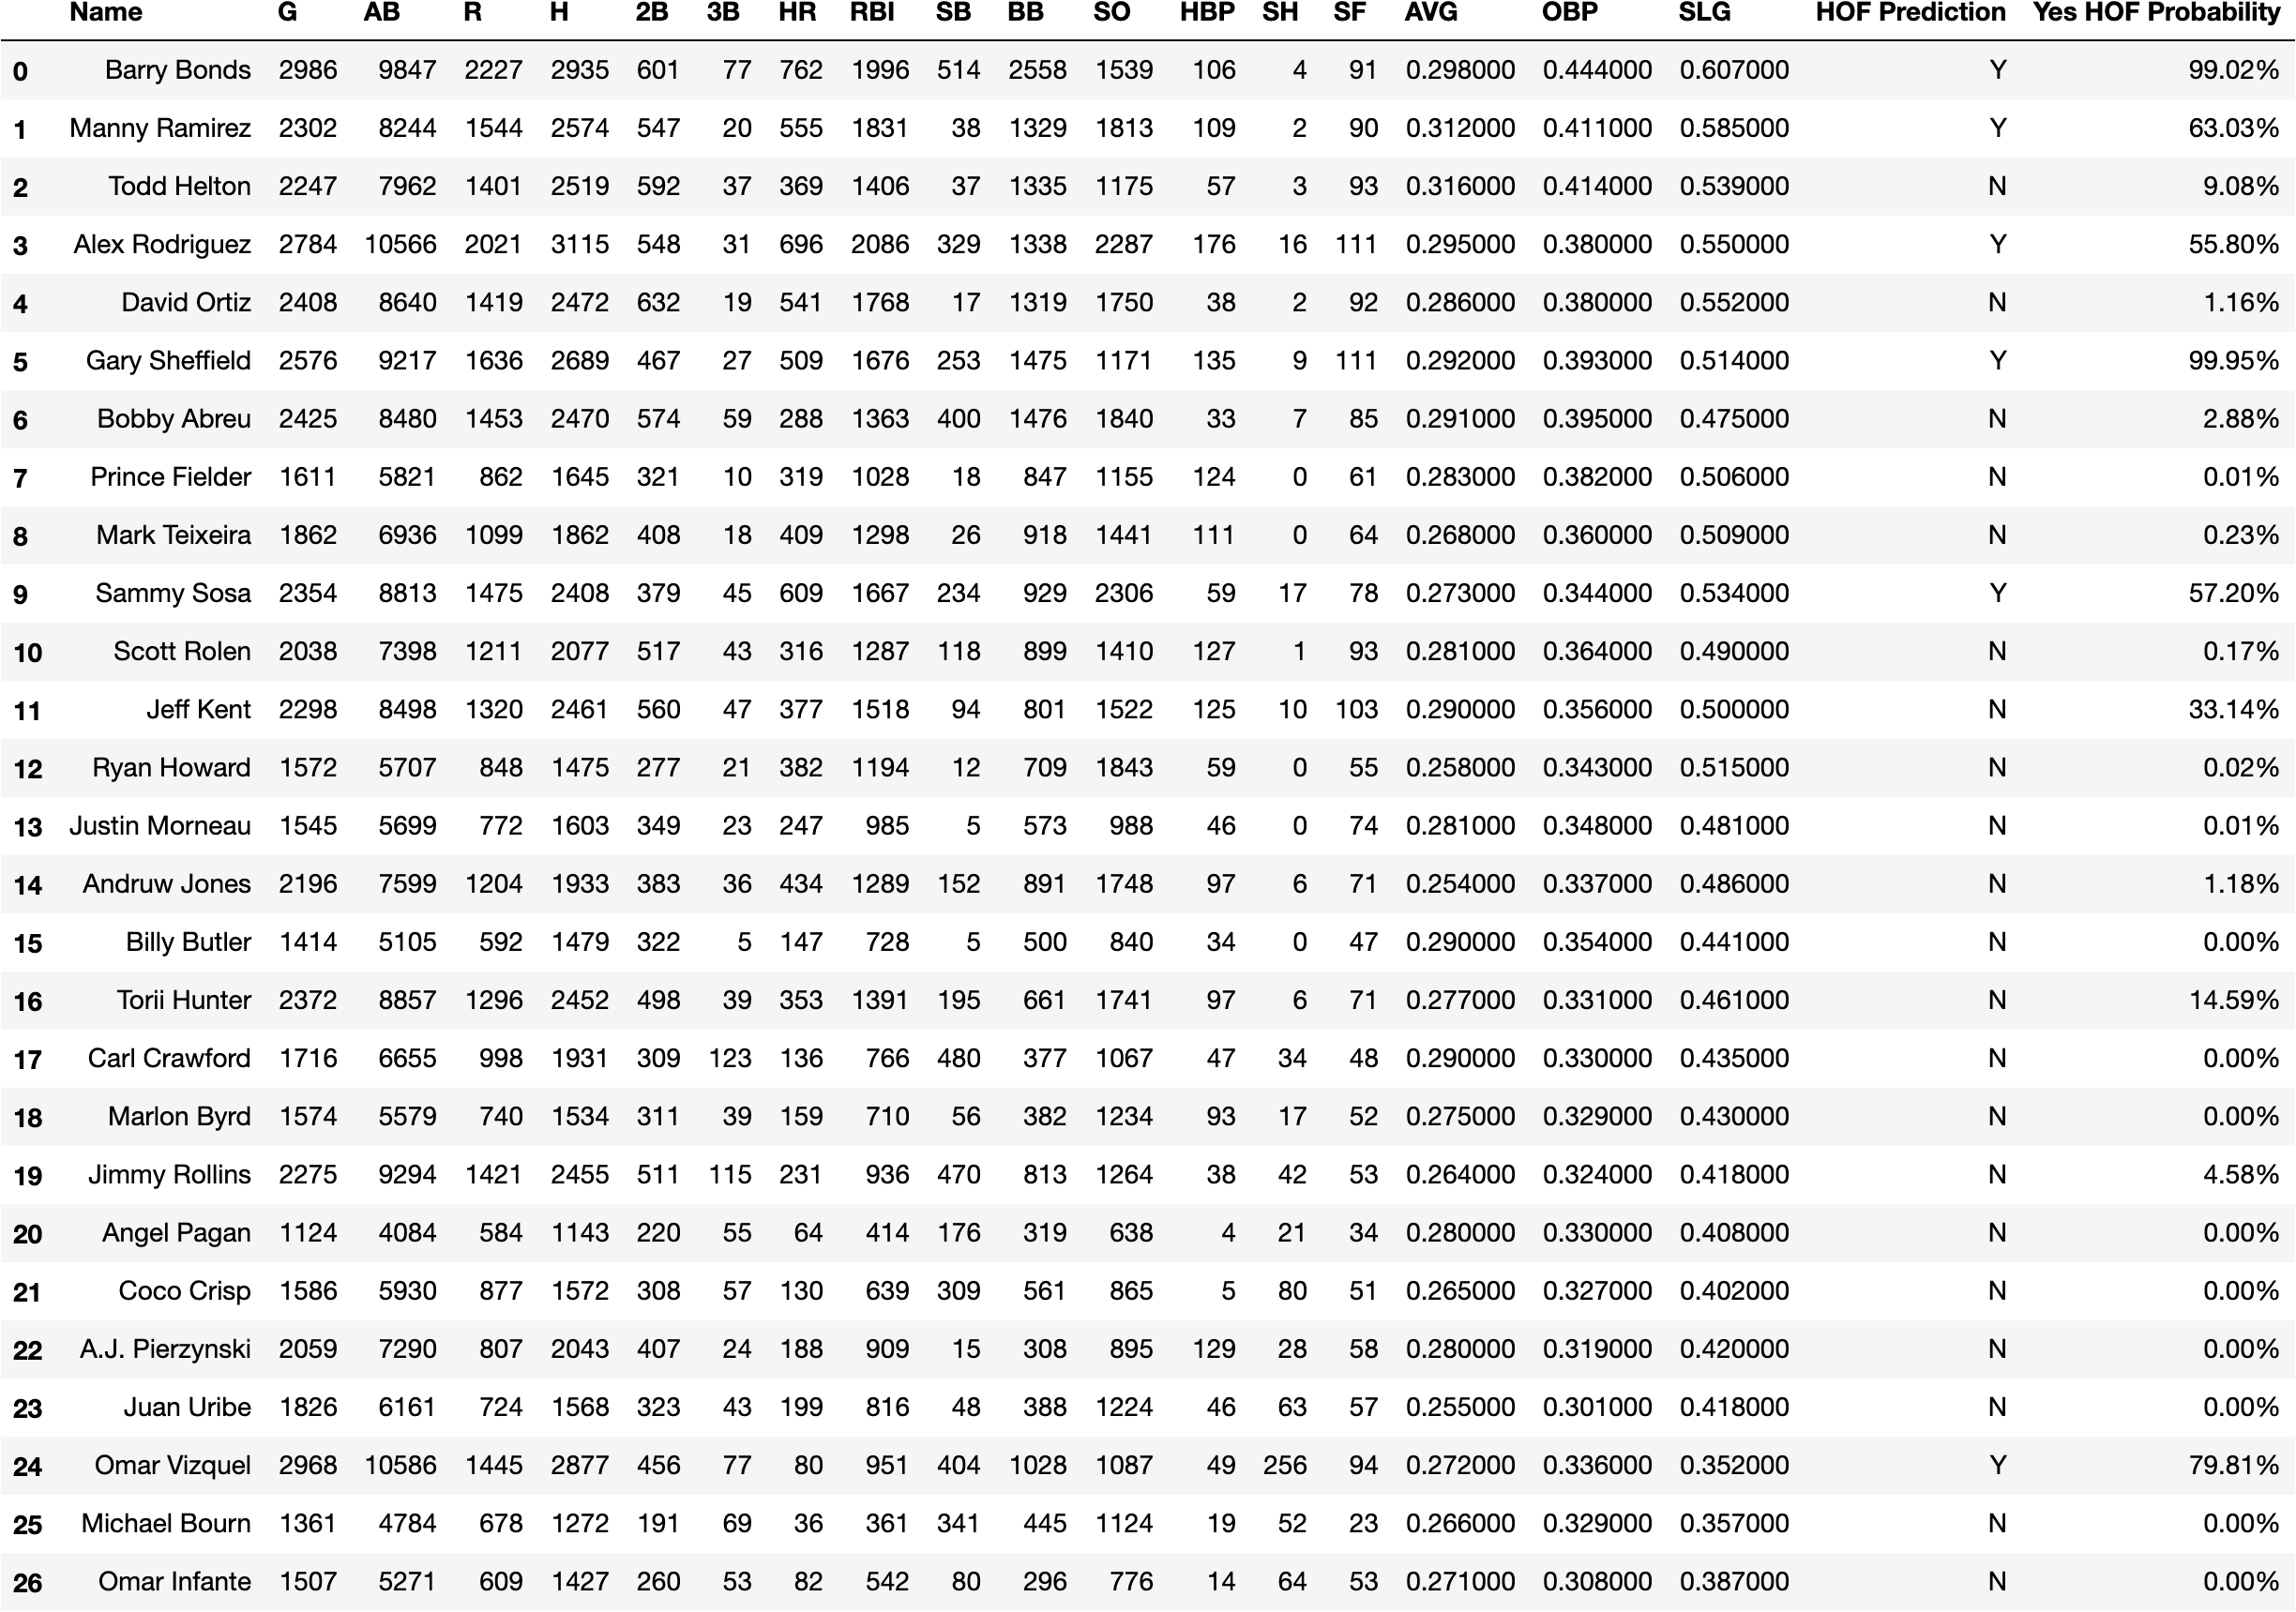 Name G AB R H 2B 3B HR RBI SB BB SO HBP SH SF AVG OBP SLG HOF Prediction Yes HOF Probability
0 Barry Bonds 2986 9847 2227 2935 601 77 762 1996 514 2558 1539 106 4 91 0.298000 0.444000 0.607000 Y 99.02%
1 Manny Ramirez 2302 8244 1544 2574 547 20 555 1831 38 1329 1813 109 2 90 0.312000 0.411000 0.585000 Y 63.03%
2 Todd Helton 2247 7962 1401 2519 592 37 369 1406 37 1335 1175 57 3 93 0.316000 0.414000 0.539000 N 9.08%
3 Alex Rodriguez 2784 10566 2021 3115 548 31 696 2086 329 1338 2287 176 16 111 0.295000 0.380000 0.550000 Y 55.80%
4 David Ortiz 2408 8640 1419 2472 632 19 541 1768 17 1319 1750 38 2 92 0.286000 0.380000 0.552000 N 1.16%
5 Gary Sheffield 2576 9217 1636 2689 467 27 509 1676 253 1475 1171 135 9 111 0.292000 0.393000 0.514000 Y 99.95%
6 Bobby Abreu 2425 8480 1453 2470 574 59 288 1363 400 1476 1840 33 7 85 0.291000 0.395000 0.475000 N 2.88%
7 Prince Fielder 1611 5821 862 1645 321 10 319 1028 18 847 1155 124 0 61 0.283000 0.382000 0.506000 N 0.01%
8 Mark Teixeira 1862 6936 1099 1862 408 18 409 1298 26 918 1441 111 0 64 0.268000 0.360000 0.509000 N 0.23%
9 Sammy Sosa 2354 8813 1475 2408 379 45 609 1667 234 929 2306 59 17 78 0.273000 0.344000 0.534000 Y 57.20%
10 Scott Rolen 2038 7398 1211 2077 517 43 316 1287 118 899 1410 127 1 93 0.281000 0.364000 0.490000 N 0.17%
11 Jeff Kent 2298 8498 1320 2461 560 47 377 1518 94 801 1522 125 10 103 0.290000 0.356000 0.500000 N 33.14%
12 Ryan Howard 1572 5707 848 1475 277 21 382 1194 12 709 1843 59 0 55 0.258000 0.343000 0.515000 N 0.02%
13 Justin Morneau 1545 5699 772 1603 349 23 247 985 5 573 988 46 0 74 0.281000 0.348000 0.481000 N 0.01%
14 Andruw Jones 2196 7599 1204 1933 383 36 434 1289 152 891 1748 97 6 71 0.254000 0.337000 0.486000 N 1.18%
15 Billy Butler 1414 5105 592 1479 322 5 147 728 5 500 840 34 0 47 0.290000 0.354000 0.441000 N 0.00%
16 Torii Hunter 2372 8857 1296 2452 498 39 353 1391 195 661 1741 97 6 71 0.277000 0.331000 0.461000 N 14.59%
17 Carl Crawford 1716 6655 998 1931 309 123 136 766 480 377 1067 47 34 48 0.290000 0.330000 0.435000 N 0.00%
18 Marlon Byrd 1574 5579 740 1534 311 39 159 710 56 382 1234 93 17 52 0.275000 0.329000 0.430000 N 0.00%
19 Jimmy Rollins 2275 9294 1421 2455 511 115 231 936 470 813 1264 38 42 53 0.264000 0.324000 0.418000 N 4.58%
20 Angel Pagan 1124 4084 584 1143 220 55 64 414 176 319 638 4 21 34 0.280000 0.330000 0.408000 N 0.00%
21 Coco Crisp 1586 5930 877 1572 308 57 130 639 309 561 865 5 80 51 0.265000 0.327000 0.402000 N 0.00%
22 A.J. Pierzynski 2059 7290 807 2043 407 24 188 909 15 308 895 129 28 58 0.280000 0.319000 0.420000 N 0.00%
23 Juan Uribe 1826 6161 724 1568 323 43 199 816 48 388 1224 46 63 57 0.255000 0.301000 0.418000 N 0.00%
24 Omar Vizquel 2968 10586 1445 2877 456 77 80 951 404 1028 1087 49 256 94 0.272000 0.336000 0.352000 Y 79.81%
25 Michael Bourn 1361 4784 678 1272 191 69 36 361 341 445 1124 19 52 23 0.266000 0.329000 0.357000 N 0.00%
26 Omar Infante 1507 5271 609 1427 260 53 82 542 80 296 776 14 64 53 0.271000 0.308000 0.387000 N 0.00%